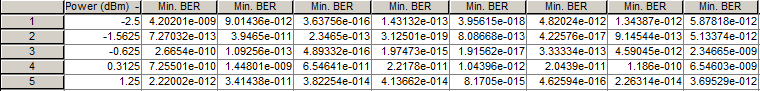 Power (dBm) Min. BER Min. BER Min. BER Min. BER Min. BER Min. BER Min. BER Min. BER
1 -2.5 4.20201e-009 9.01436e-012 3.63756e-016 1.43132e-013 3.95615e-018 4.82024e-012 1.34387e-012 5.87818e-012
2 -1.5625 7.27032e-013 3.9465e-011 2.3465e-013 3.12501e-019 8.08668e-013 4.22576e-017 9.14544e-013 5.13374e-012
3 -0.625 2.6654e-010 1.09256e-013 4.89332e-016 1.97473e-015 1.91562e-017 3.33334e-013 4.59045e-012 2.34665e-009
4 0.3125 7.25501e-010 1.44801e-009 6.54641e-011 2.2178e-011 1.04396e-012 2.0439e-011 1.186e-010 6.54603e-009
5 1.25 2.22002e-012 3.41438e-011 3.82254e-014 4.13662e-014 8.1705e-015 4.62594e-016 2.26314e-014 3.69529e-012